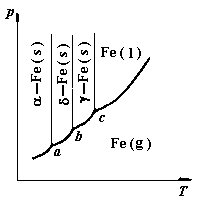 p
α—Fe(s)
δ—Fe(s)
γ—Fe(s)
Fe(l)
a
b
c
Fe(g)
T